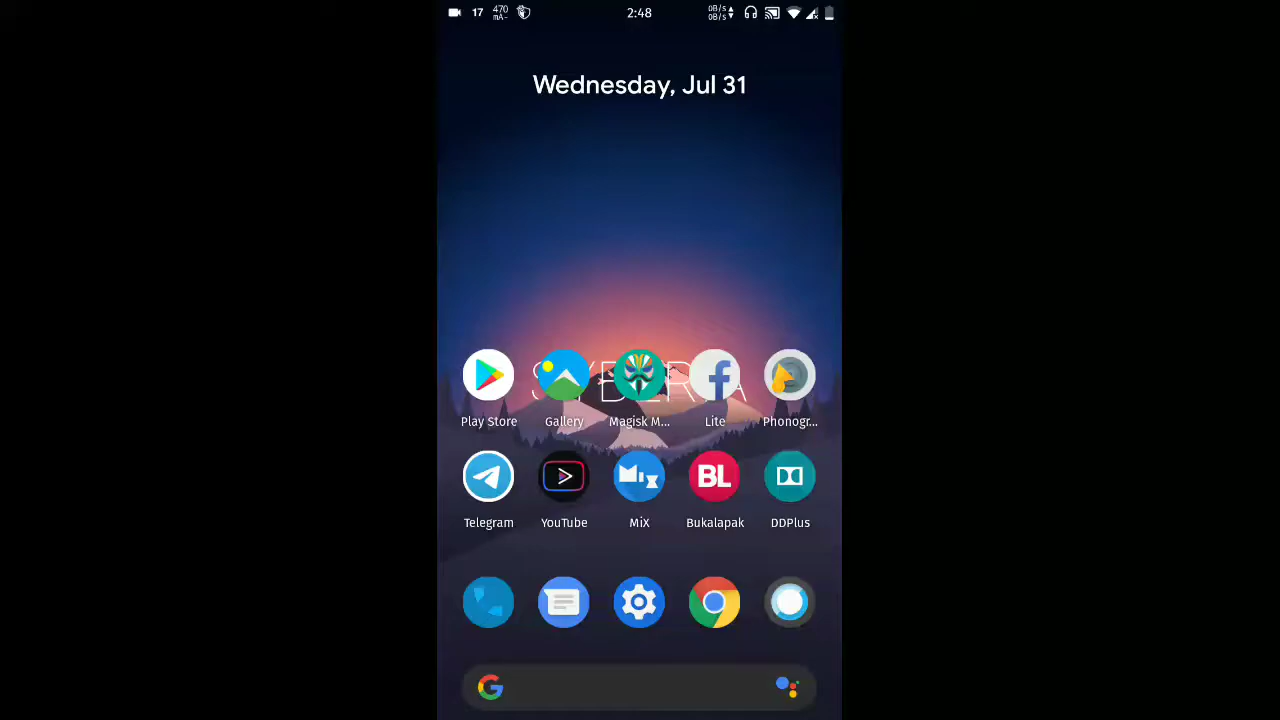 17 470 mA- 2:48 0B/s 0B/s
Wednesday, Jul 31
Play Store Gallery Magisk M... Lite Phonogr...
Telegram YouTube MiX Bukalapak DDPlus